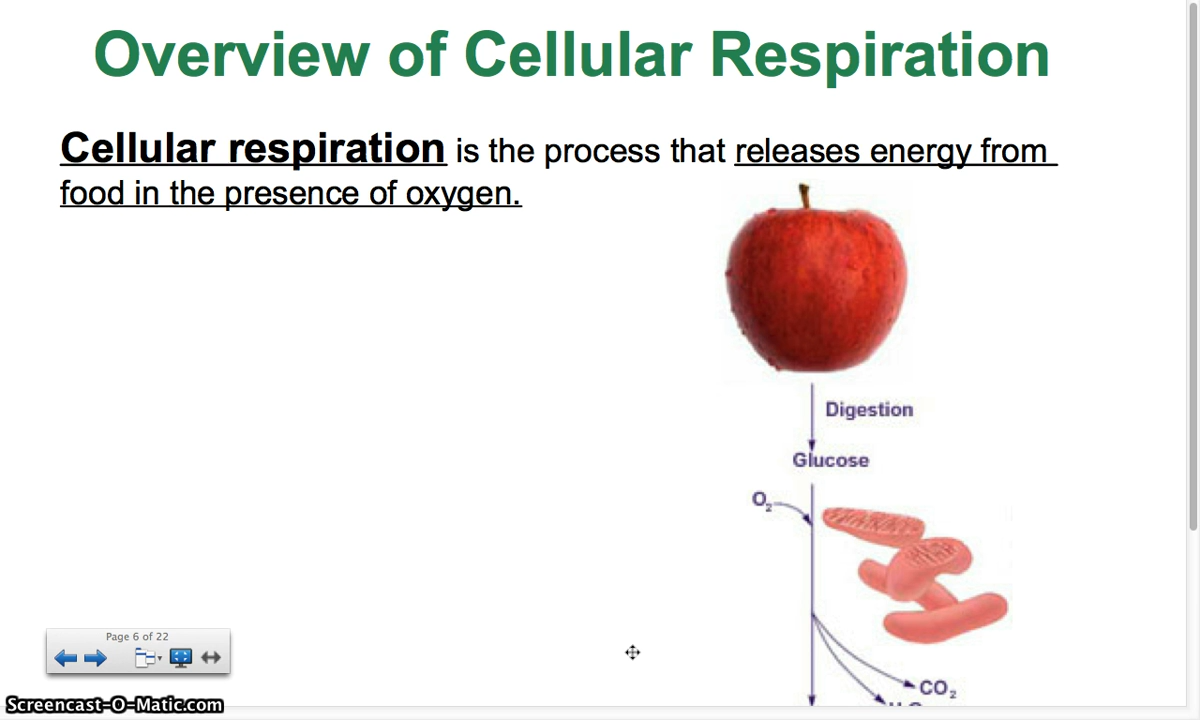 Overview of Cellular Respiration
Cellular respiration is the process that releases energy from
food in the presence of oxygen.
Digestion
Glucose
O₂
CO₂
Page 6 of 22
Screencast-O-Matic.com